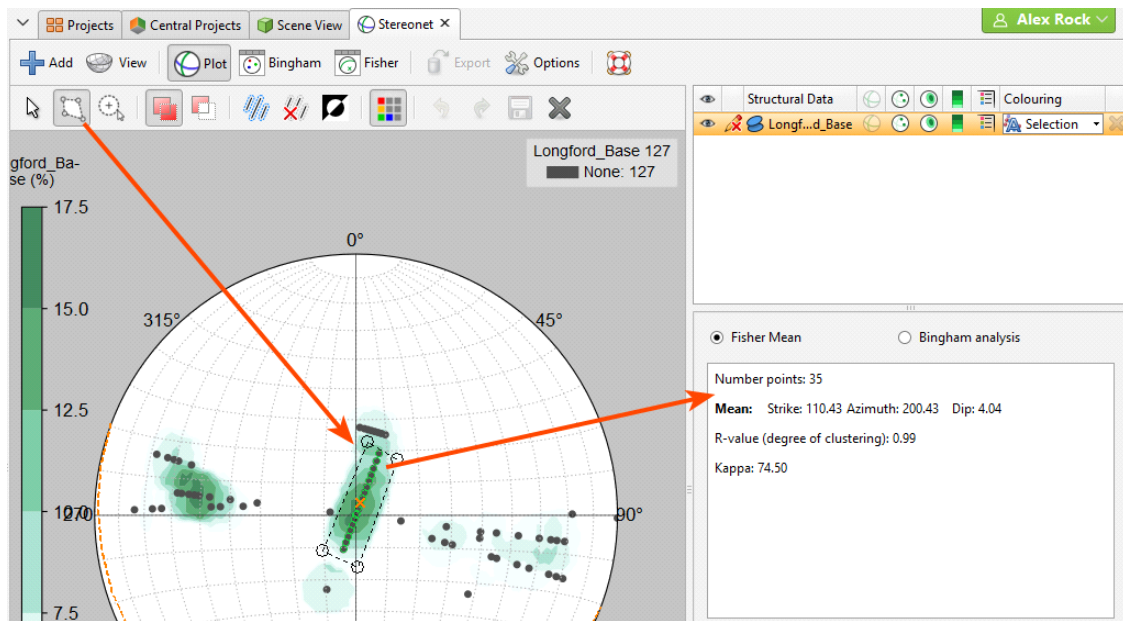 Projects Central Projects Scene View Stereonet ×
Alex Rock
Add View Plot Bingham Fisher Export Options
Structural Data Colouring
Longf...d_Base Selection
Longford_Base 127
None: 127
gford_Ba-
se (%)
17.5
15.0
12.5
10.0
7.5
0°
315°
45°
270
90°
Fisher Mean Bingham analysis
Number points: 35
Mean: Strike: 110.43 Azimuth: 200.43 Dip: 4.04
R-value (degree of clustering): 0.99
Kappa: 74.50